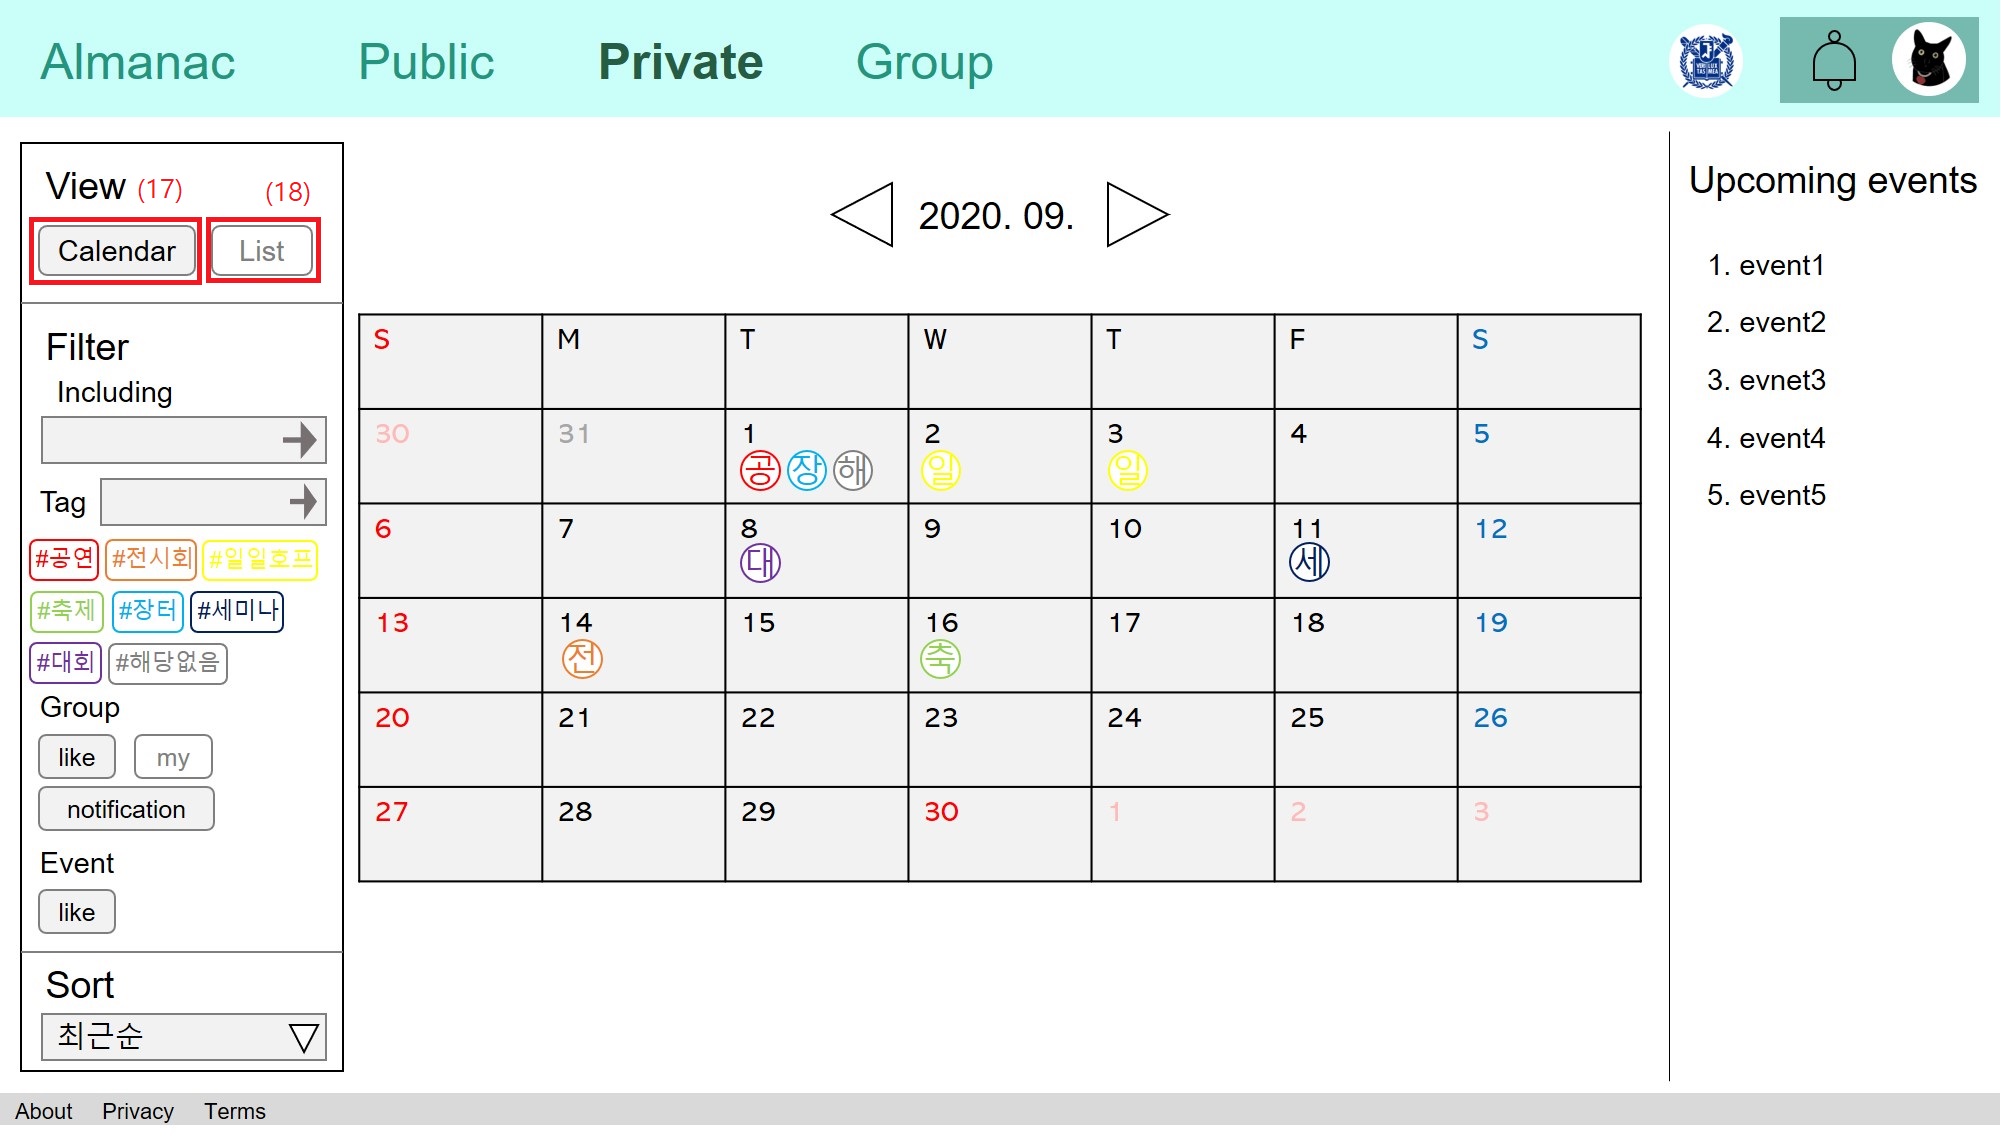 Almanac Public Private Group
View (17) (18)
Calendar List
Filter
Including
Tag
#공연 #전시회 #일일호프
#축제 #장터 #세미나
#대회 #해당없음
Group
like my
notification
Event
like
Sort
최근순
2020. 09.
S M T W T F S
30 31 1 2 3 4 5
공 장 해 일 일
6 7 8 9 10 11 12
대 세
13 14 15 16 17 18 19
전 축
20 21 22 23 24 25 26
27 28 29 30 1 2 3
Upcoming events
1. event1
2. event2
3. evnet3
4. event4
5. event5
About Privacy Terms